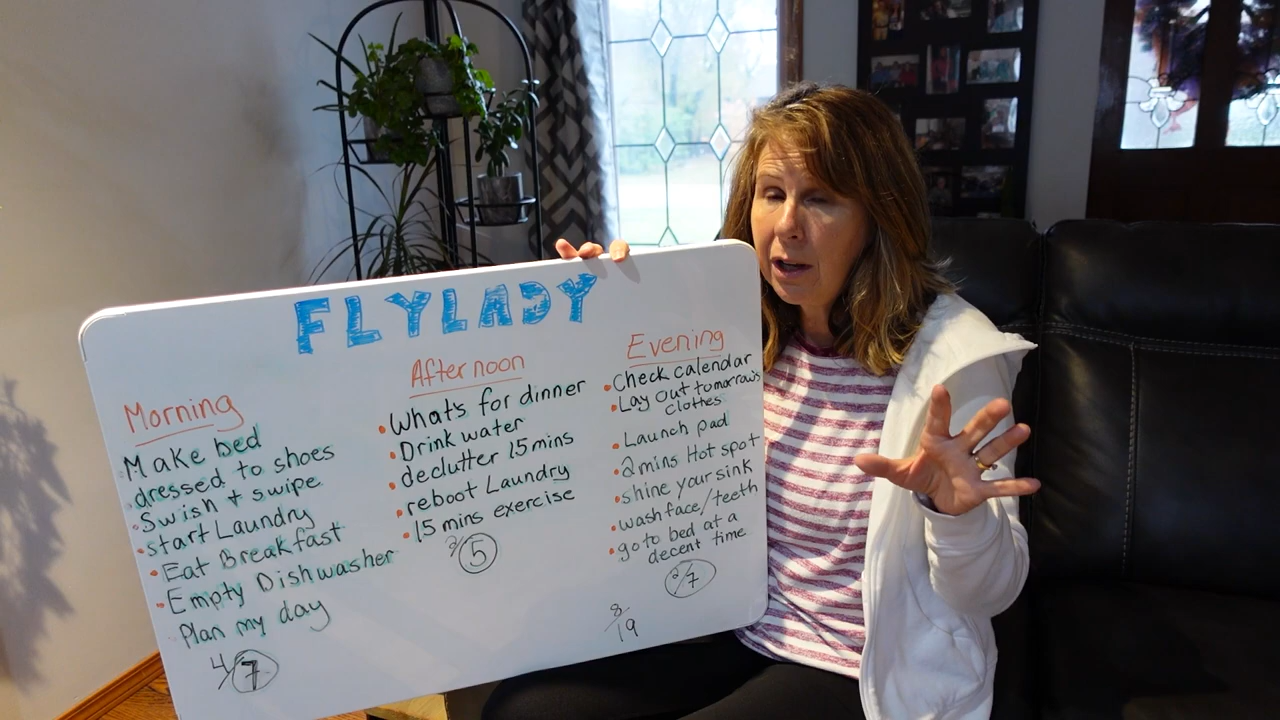 FLYLADY
Morning
Make bed
dressed to shoes
Swish + swipe
start Laundry
Eat Breakfast
Empty Dishwasher
Plan my day
4/7
Afternoon
What's for dinner
Drink water
declutter 15 mins
reboot Laundry
15 mins exercise
2/5
Evening
Check calendar
Lay out tomorrow's
clothes
Launch pad
2 mins Hot spot
shine your sink
wash face/teeth
go to bed at a
decent time
2/7
8/19